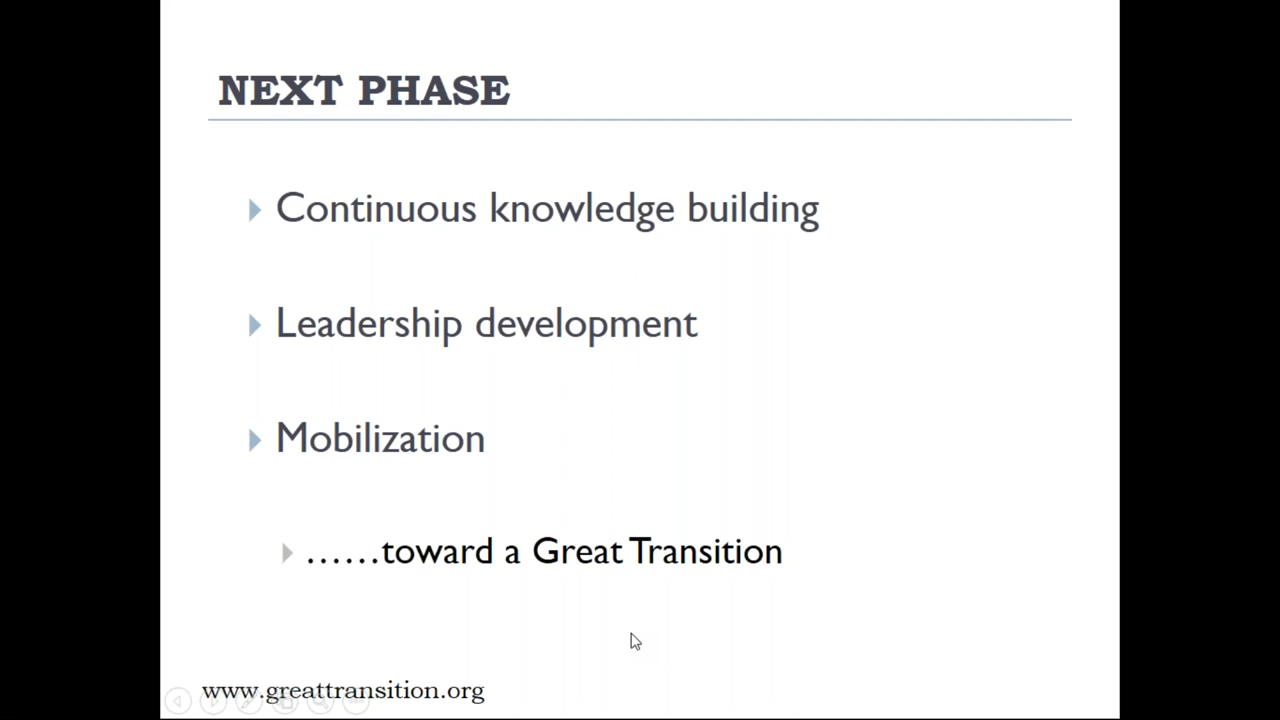 NEXT PHASE
Continuous knowledge building
Leadership development
Mobilization
......toward a Great Transition
www.greattransition.org